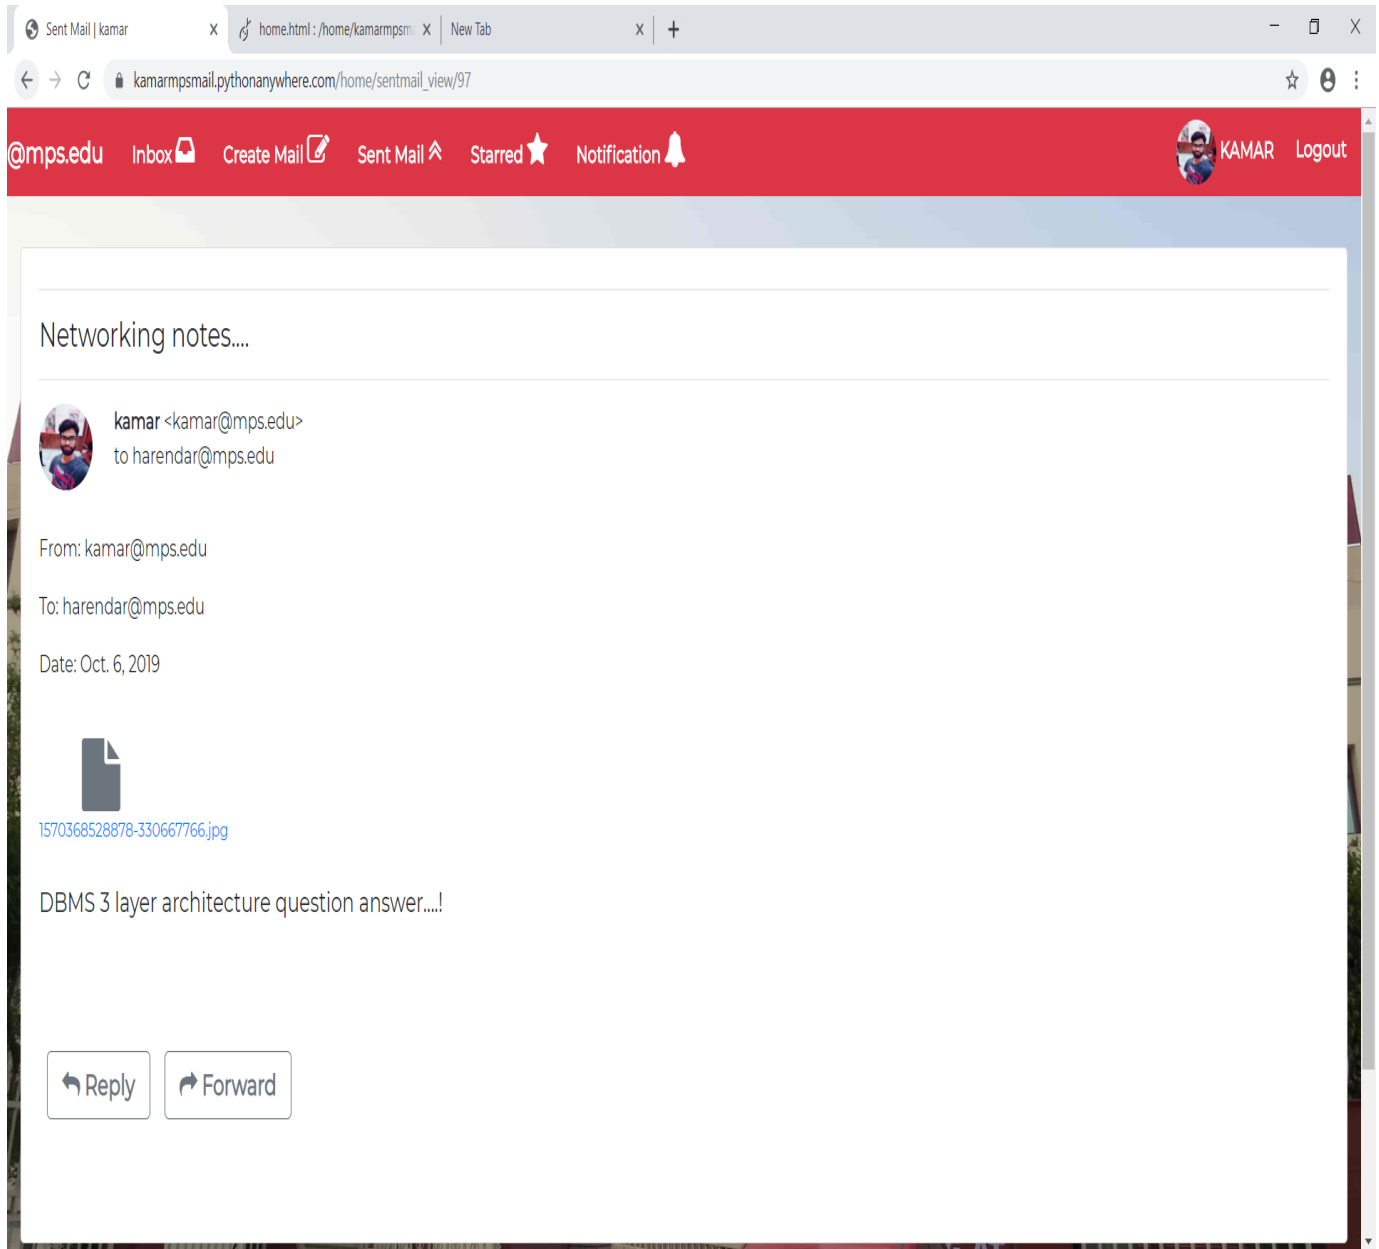 Sent Mail | kamar
home.html : /home/kamarmpsm
New Tab
kamarmpsmail.pythonanywhere.com/home/sentmail_view/97
@mps.edu Inbox Create Mail Sent Mail Starred Notification KAMAR Logout
Networking notes....
kamar <kamar@mps.edu>
to harendar@mps.edu
From: kamar@mps.edu
To: harendar@mps.edu
Date: Oct. 6, 2019
1570368528878-330667766.jpg
DBMS 3 layer architecture question answer....!
Reply Forward